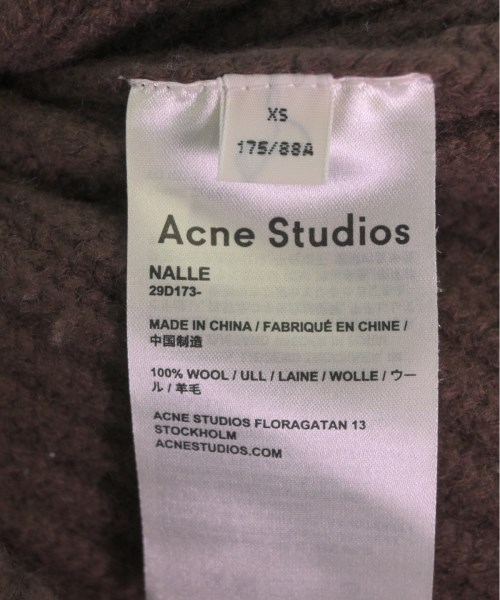 XS
175/88A
Acne Studios
NALLE
29D173-
MADE IN CHINA / FABRIQUÉ EN CHINE /
中国制造
100% WOOL / ULL / LAINE / WOLLE / ウー
ル / 羊毛
ACNE STUDIOS FLORAGATAN 13
STOCKHOLM
ACNESTUDIOS.COM